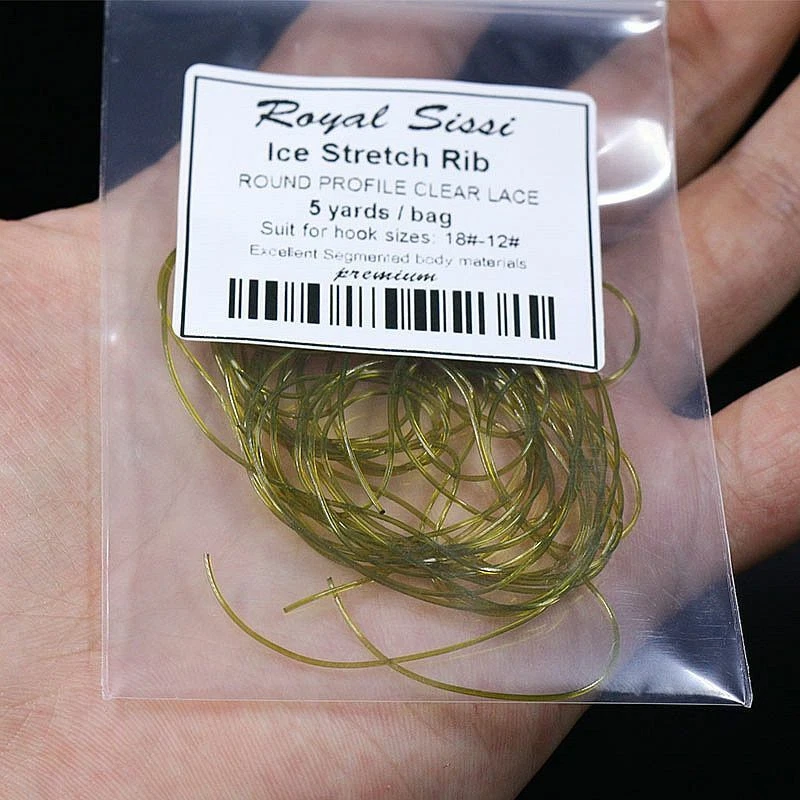 Royal Sissi
Ice Stretch Rib
ROUND PROFILE CLEAR LACE
5 yards / bag
Suit for hook sizes: 18#-12#
Excellent Segmented body materials
premium